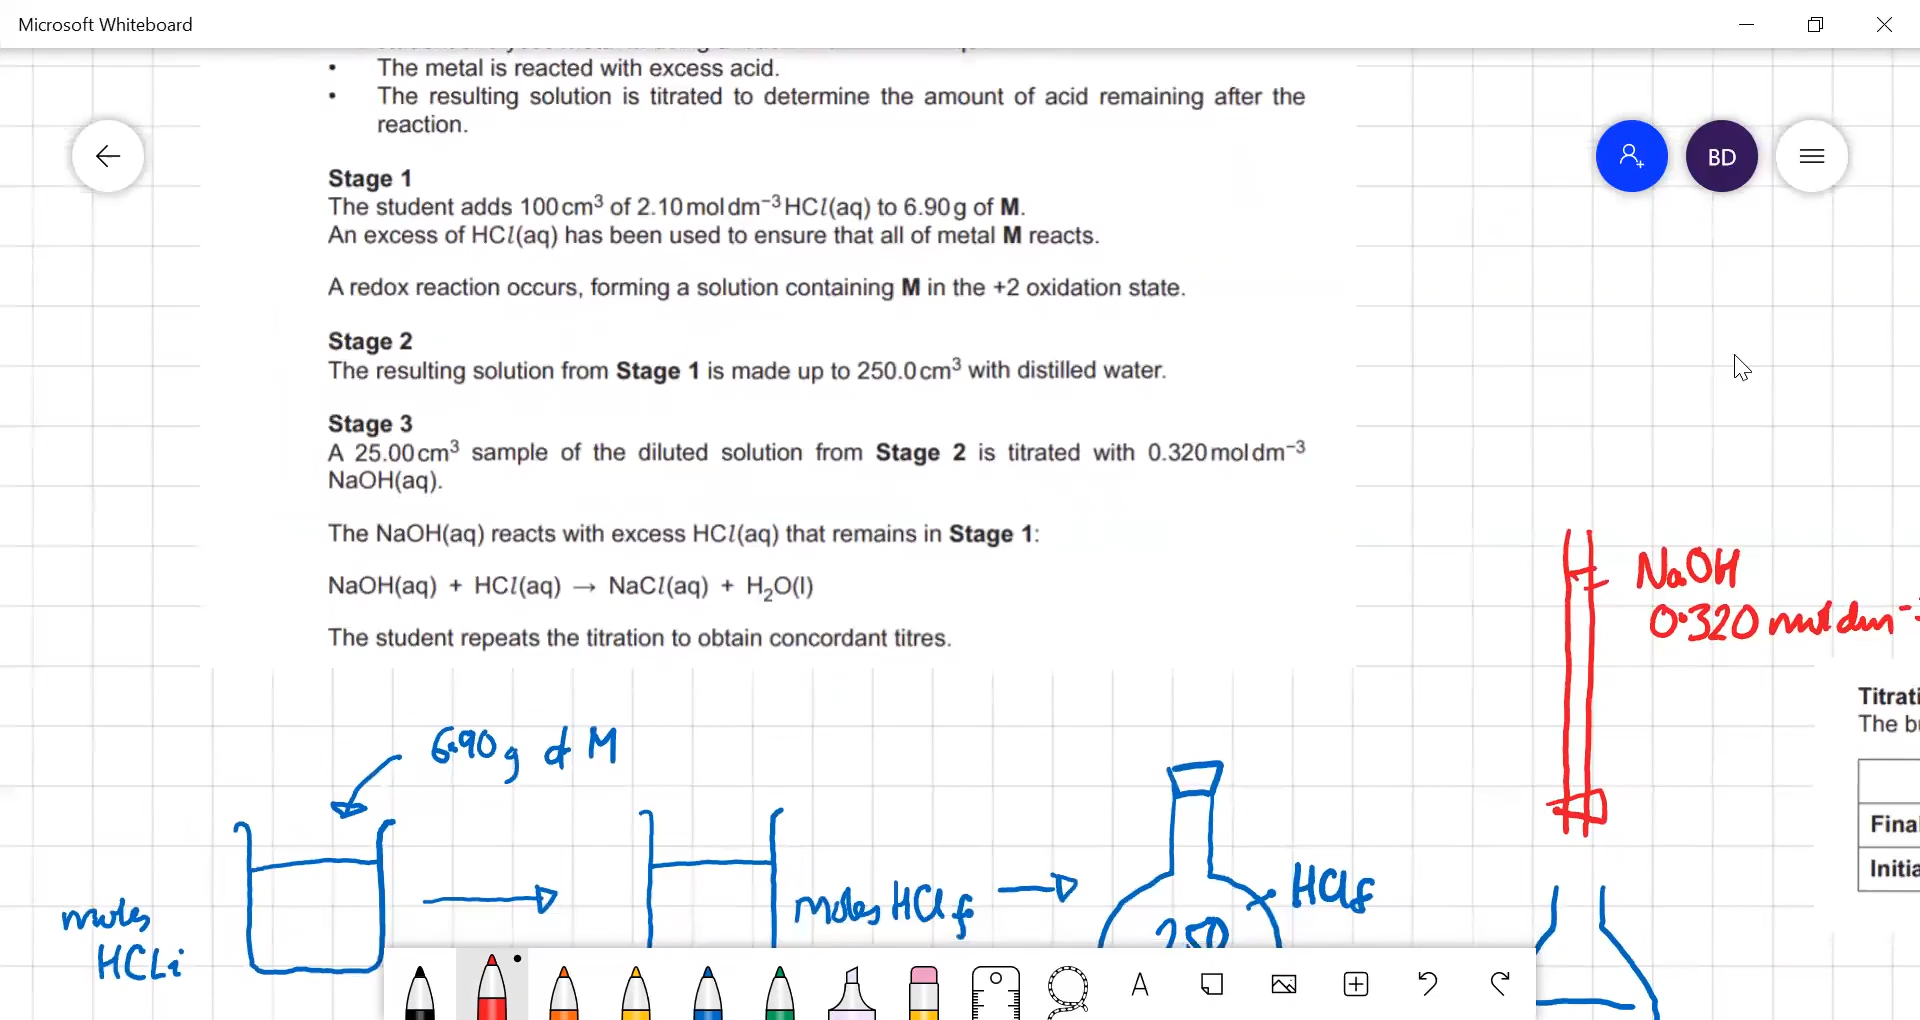 Microsoft Whiteboard
• The metal is reacted with excess acid.
• The resulting solution is titrated to determine the amount of acid remaining after the
reaction.
BD
Stage 1
The student adds 100 cm³ of 2.10 mol dm⁻³ HCl(aq) to 6.90 g of M.
An excess of HCl(aq) has been used to ensure that all of metal M reacts.
A redox reaction occurs, forming a solution containing M in the +2 oxidation state.
Stage 2
The resulting solution from Stage 1 is made up to 250.0 cm³ with distilled water.
Stage 3
A 25.00 cm³ sample of the diluted solution from Stage 2 is titrated with 0.320 mol dm⁻³
NaOH(aq).
The NaOH(aq) reacts with excess HCl(aq) that remains in Stage 1:
NaOH(aq) + HCl(aq) → NaCl(aq) + H₂O(l)
The student repeats the titration to obtain concordant titres.
NaOH
0.320 mol dm⁻³
Titrati
The bu
Final
Initia
6.90 g of M
moles
HCLi
moles HCl f
250
HClf
A